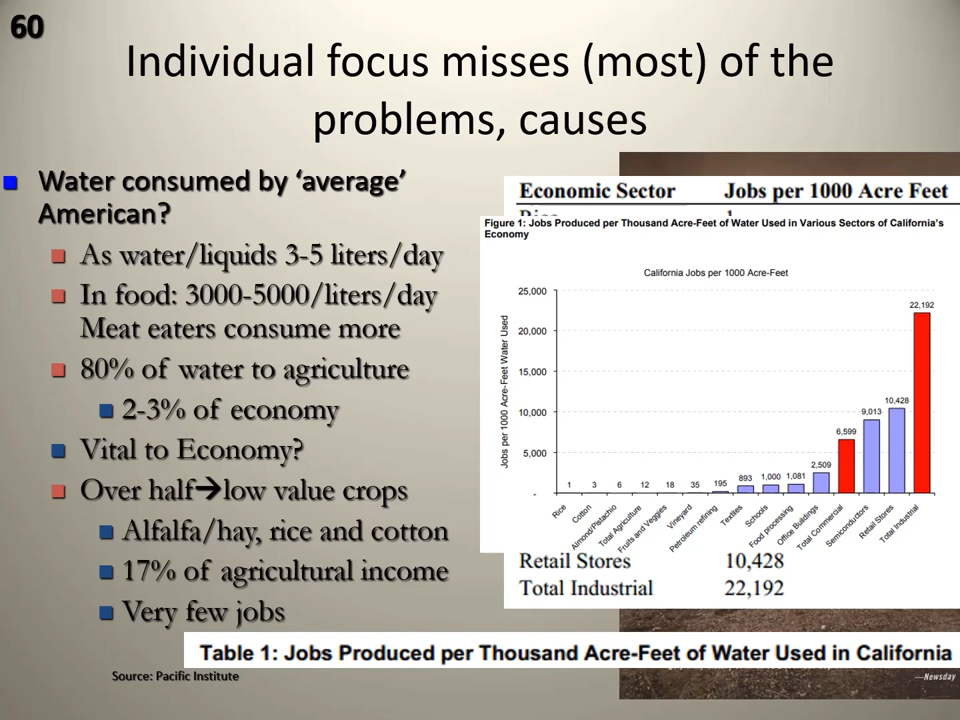 60
Individual focus misses (most) of the
problems, causes
Water consumed by ‘average’
American?
As water/liquids 3-5 liters/day
In food: 3000-5000/liters/day
Meat eaters consume more
80% of water to agriculture
2-3% of economy
Vital to Economy?
Over half→low value crops
Alfalfa/hay, rice and cotton
17% of agricultural income
Very few jobs
Source: Pacific Institute
Economic Sector Jobs per 1000 Acre Feet
Figure 1: Jobs Produced per Thousand Acre-Feet of Water Used in Various Sectors of California's
Economy
California Jobs per 1000 Acre-Feet
Jobs per 1000 Acre-Feet Water Used
25,000
20,000
15,000
10,000
5,000
-
1 3 6 12 18 35 195 893 1,000 1,081 2,509 6,599 9,013 10,428 22,192
Rice
Cotton
Almond/Pistachio
Total Agriculture
Fruits and Veggies
Vineyard
Petroleum refining
Textiles
Schools
Food processing
Office Buildings
Total Commercial
Semiconductors
Retail Stores
Total Industrial
Retail Stores 10,428
Total Industrial 22,192
Table 1: Jobs Produced per Thousand Acre-Feet of Water Used in California
—Newsday